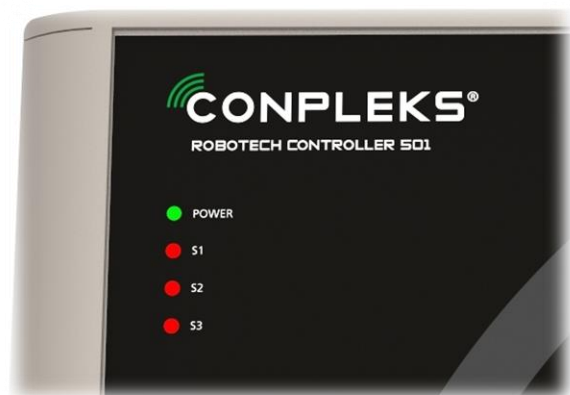 CONPLEKS®
ROBOTECH CONTROLLER 501
POWER
S1
S2
S3